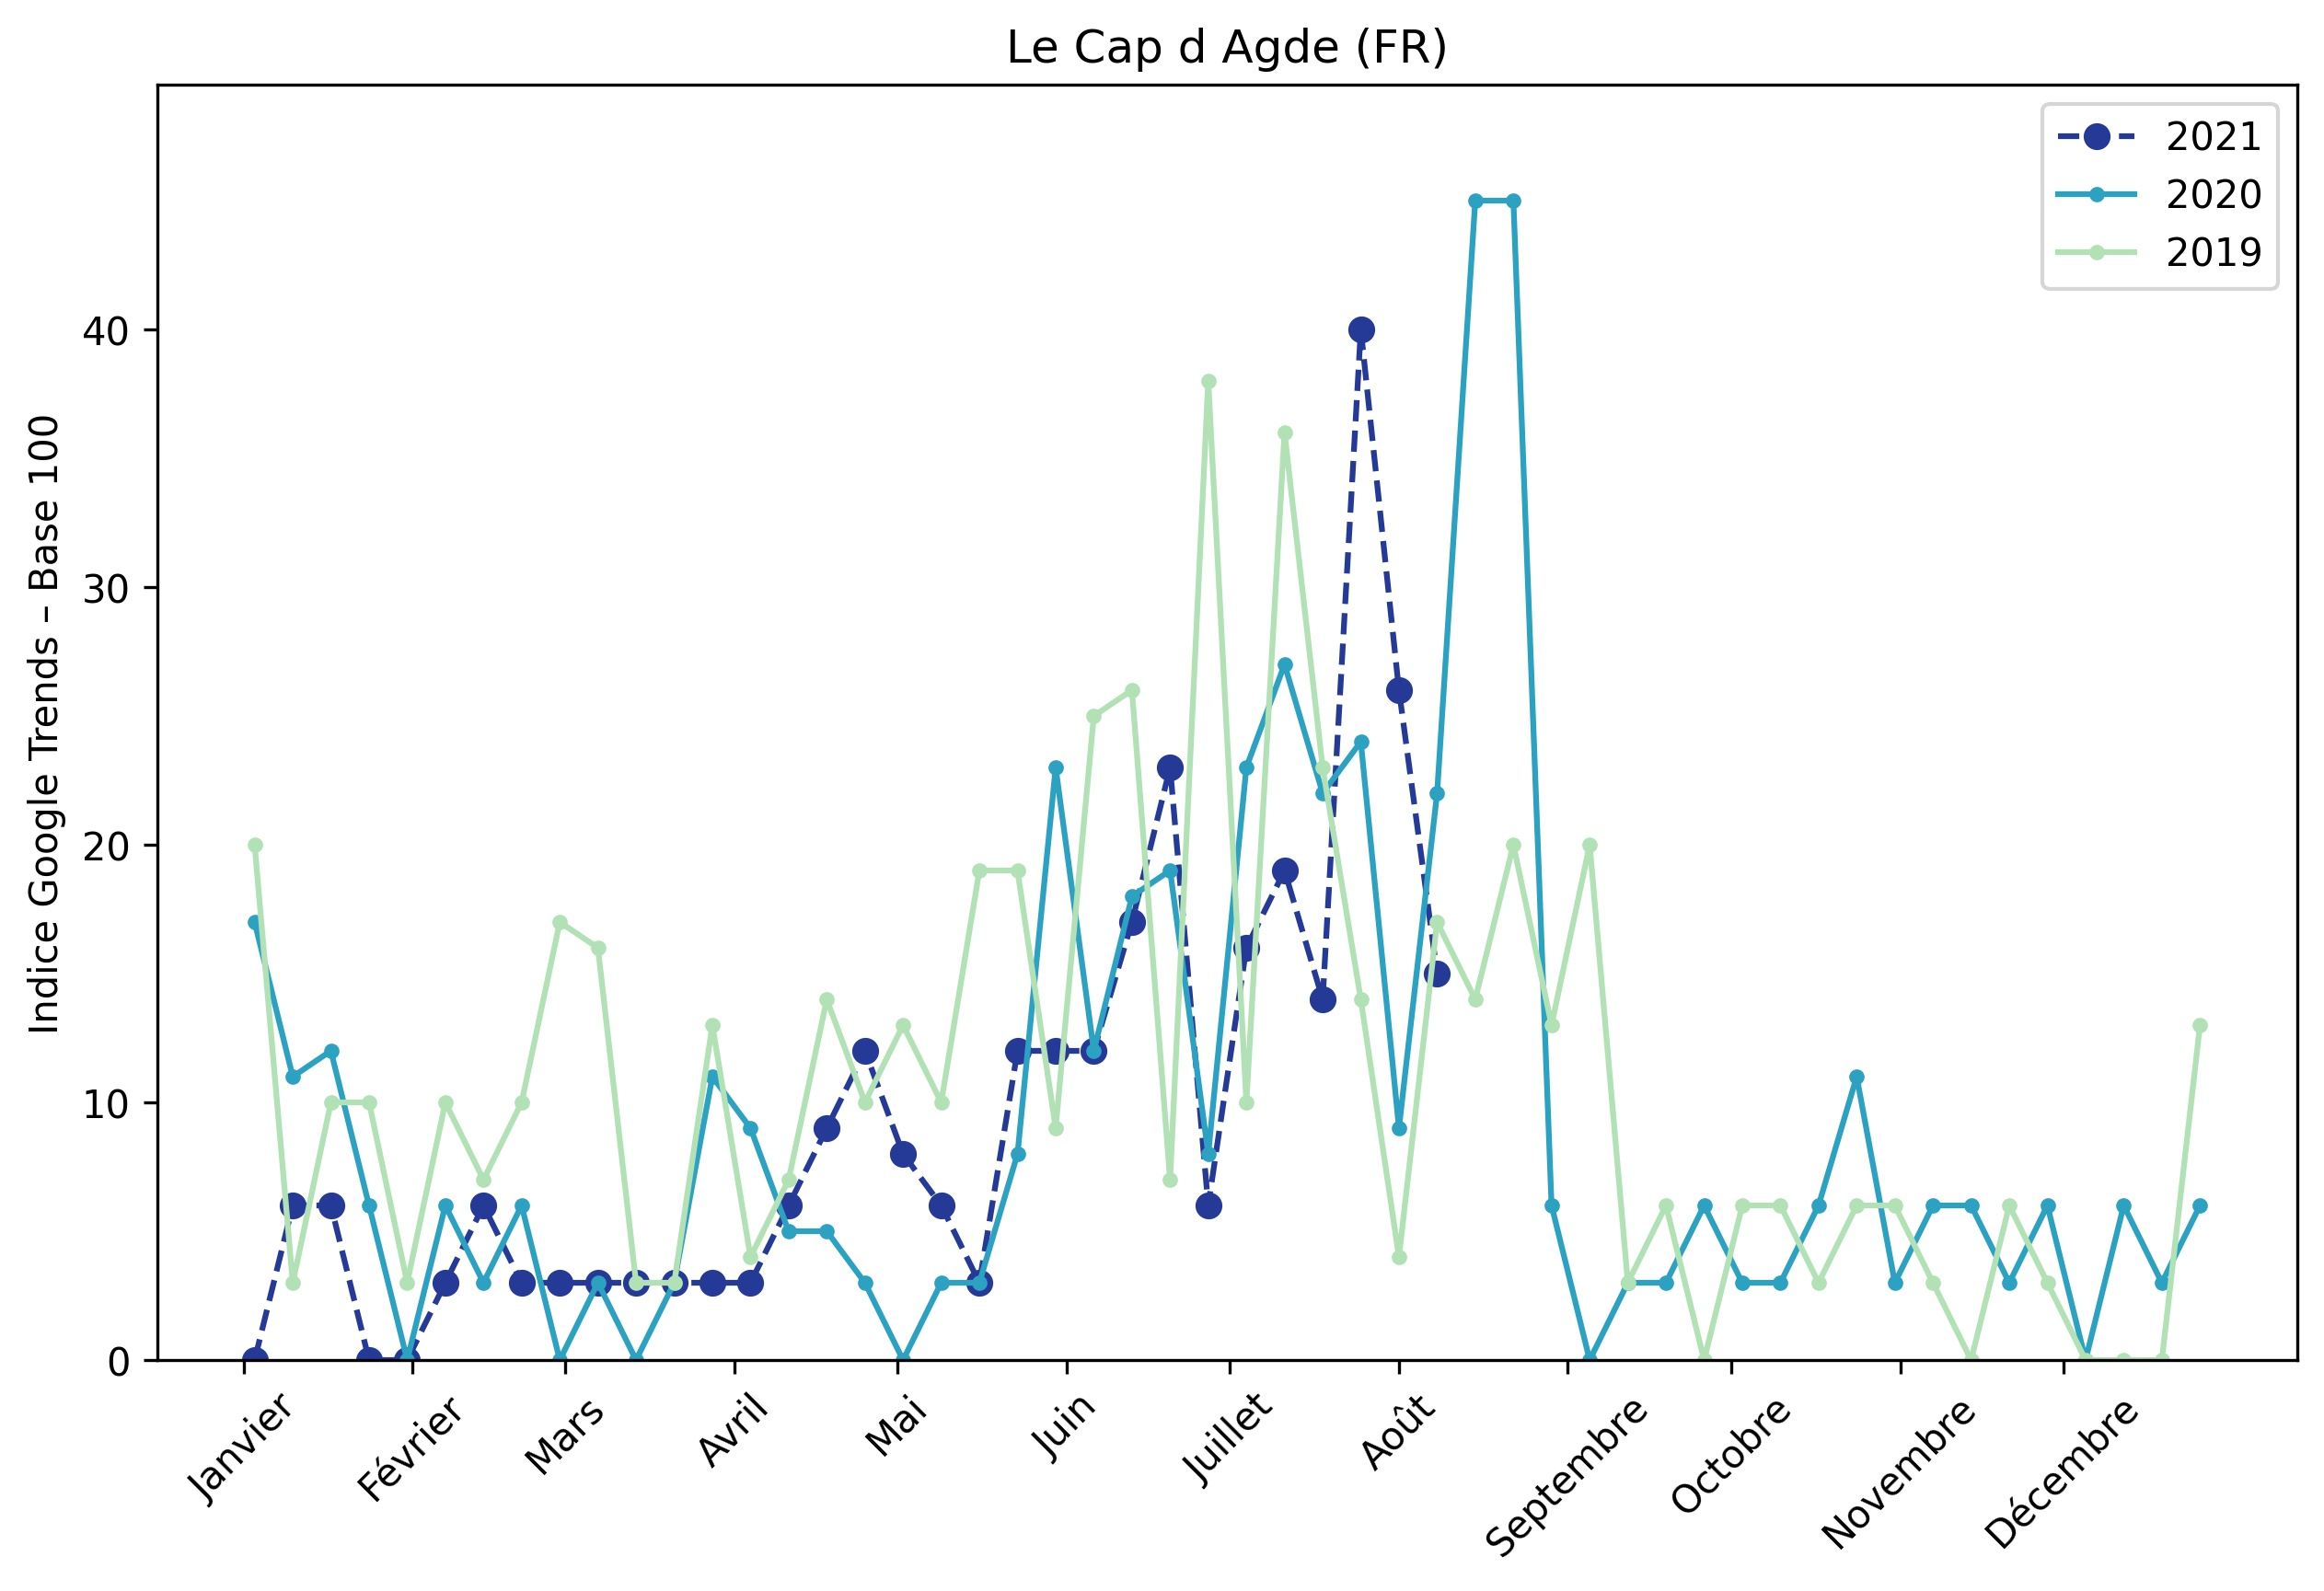 Le Cap d Agde (FR)
2021
2020
2019
Indice Google Trends – Base 100
40
30
20
10
0
Janvier
Février
Mars
Avril
Mai
Juin
Juillet
Août
Septembre
Octobre
Novembre
Décembre